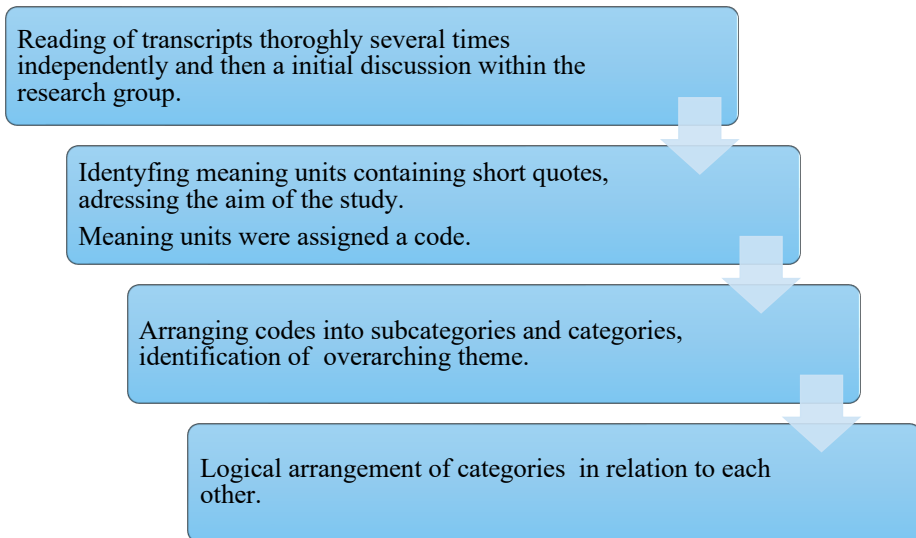 Reading of transcripts thoroghly several times
independently and then a initial discussion within the
research group.
Identyfing meaning units containing short quotes,
adressing the aim of the study.
Meaning units were assigned a code.
Arranging codes into subcategories and categories,
identification of overarching theme.
Logical arrangement of categories in relation to each
other.